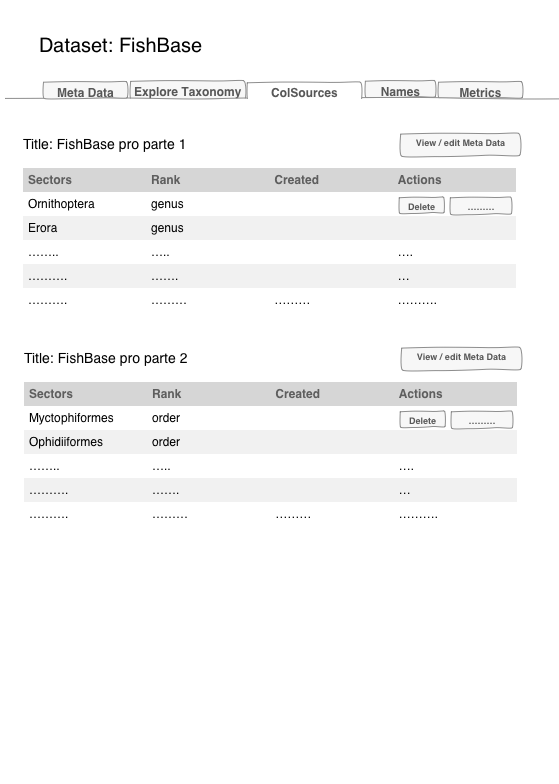 Dataset: FishBase
Meta Data Explore Taxonomy ColSources Names Metrics
Title: FishBase pro parte 1 View / edit Meta Data
Sectors Rank Created Actions
Ornithoptera genus Delete .........
Erora genus
…….. ….. ….
………. ……. …
………. ……… ……… ……….
Title: FishBase pro parte 2 View / edit Meta Data
Sectors Rank Created Actions
Myctophiformes order Delete .........
Ophidiiformes order
…….. ….. ….
………. ……. …
………. ……… ……… ……….